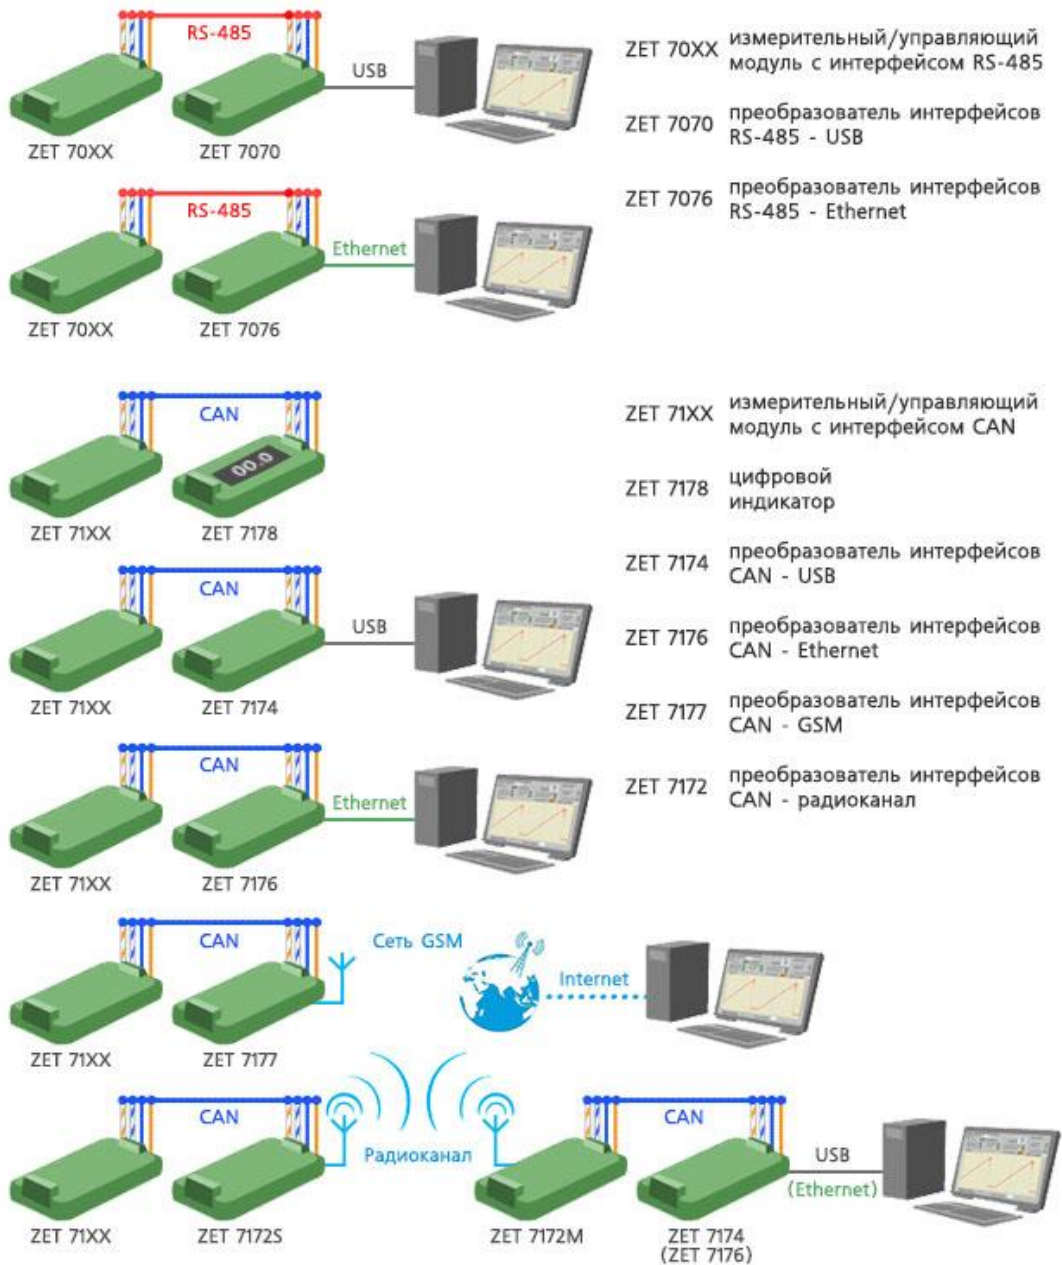 RS-485
USB
ZET 70XX
ZET 7070
ZET 70XX измерительный/управляющий
модуль с интерфейсом RS-485
ZET 7070 преобразователь интерфейсов
RS-485 - USB
ZET 7076 преобразователь интерфейсов
RS-485 - Ethernet
RS-485
Ethernet
ZET 70XX
ZET 7076
CAN
00.0
ZET 71XX
ZET 7178
ZET 71XX измерительный/управляющий
модуль с интерфейсом CAN
ZET 7178 цифровой
индикатор
ZET 7174 преобразователь интерфейсов
CAN - USB
ZET 7176 преобразователь интерфейсов
CAN - Ethernet
ZET 7177 преобразователь интерфейсов
CAN - GSM
ZET 7172 преобразователь интерфейсов
CAN - радиоканал
CAN
USB
ZET 71XX
ZET 7174
CAN
Ethernet
ZET 71XX
ZET 7176
CAN
Сеть GSM
Internet
ZET 71XX
ZET 7177
CAN
Радиоканал
CAN
USB
(Ethernet)
ZET 71XX
ZET 7172S
ZET 7172M
ZET 7174
(ZET 7176)